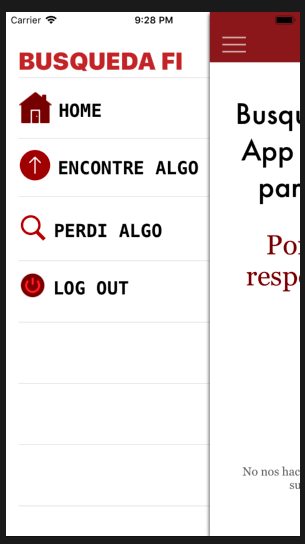 Carrier 9:28 PM
BUSQUEDA FI
HOME
ENCONTRE ALGO
PERDI ALGO
LOG OUT
Busqu
App
par
Po
respo
No nos hac
su